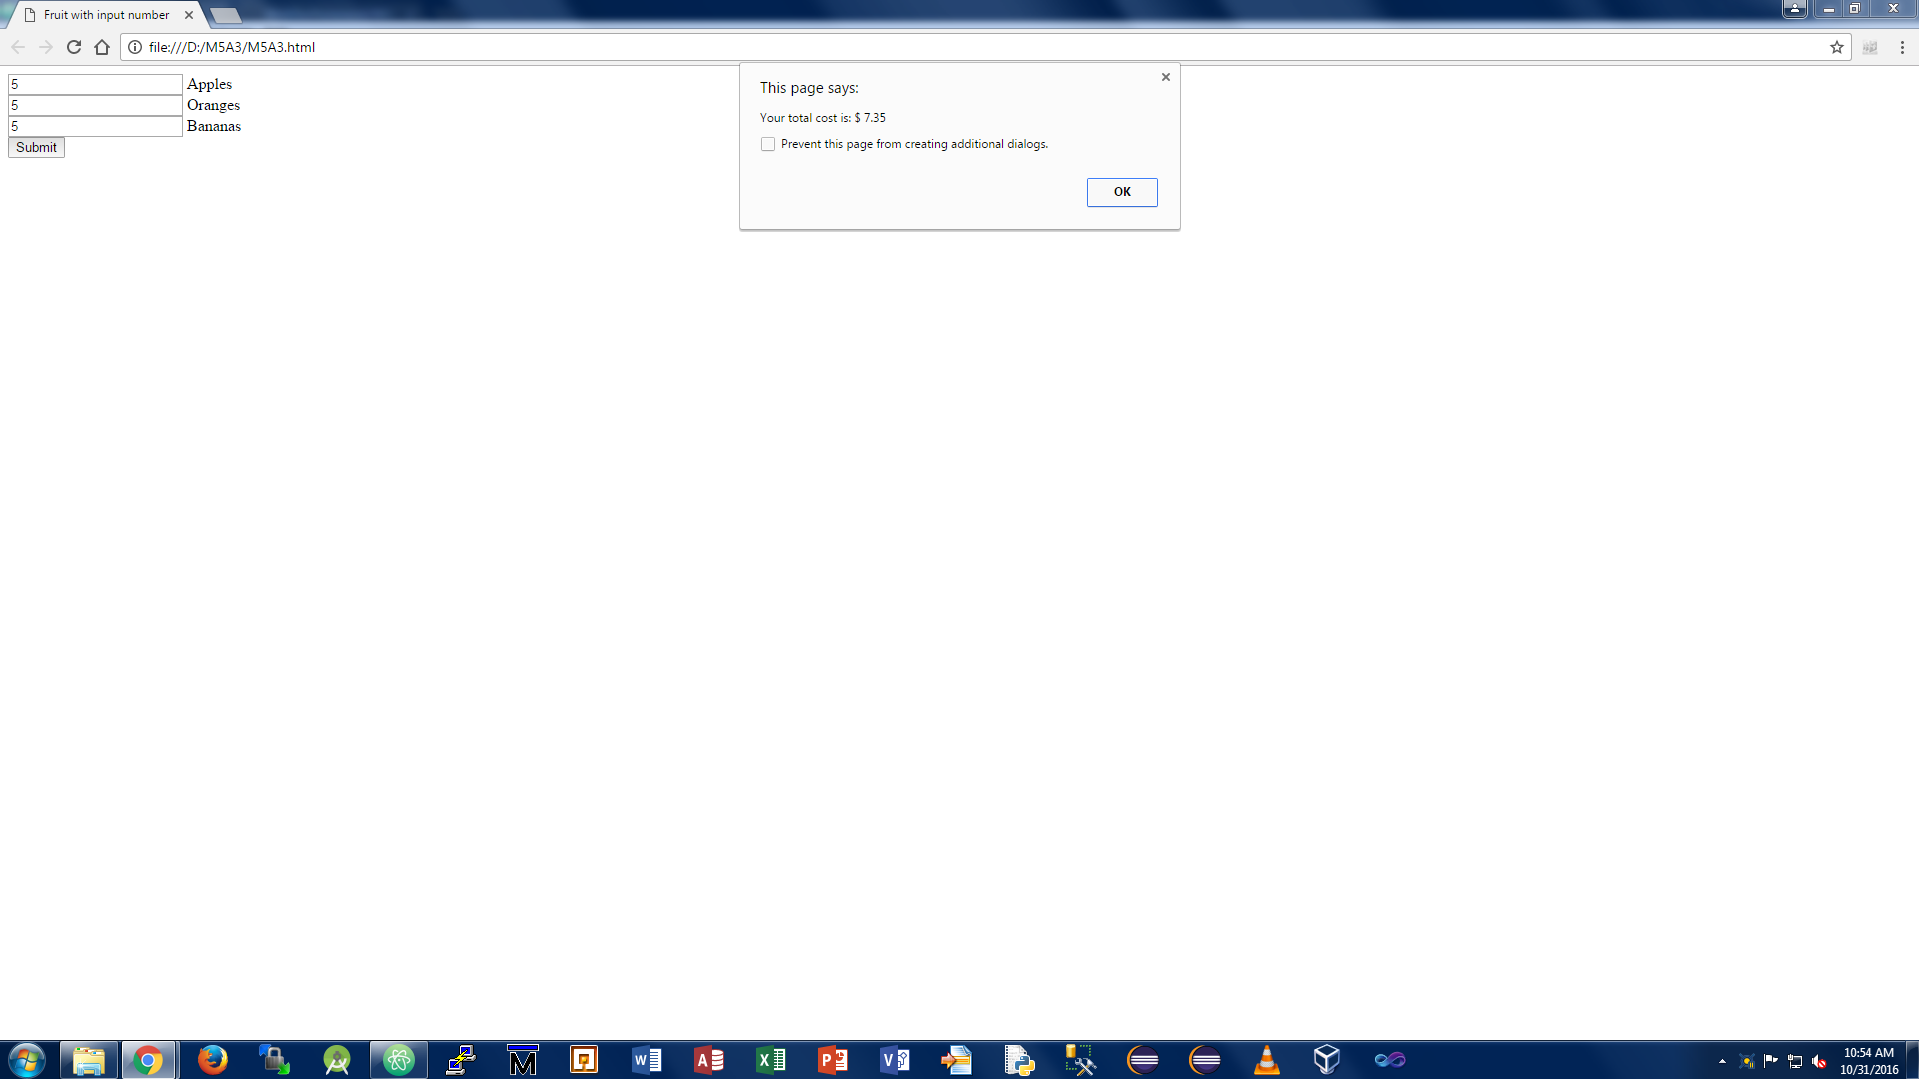 Fruit with input number
file:///D:/M5A3/M5A3.html
5 Apples
5 Oranges
5 Bananas
Submit
This page says:
Your total cost is: $ 7.35
Prevent this page from creating additional dialogs.
OK
10:54 AM
10/31/2016